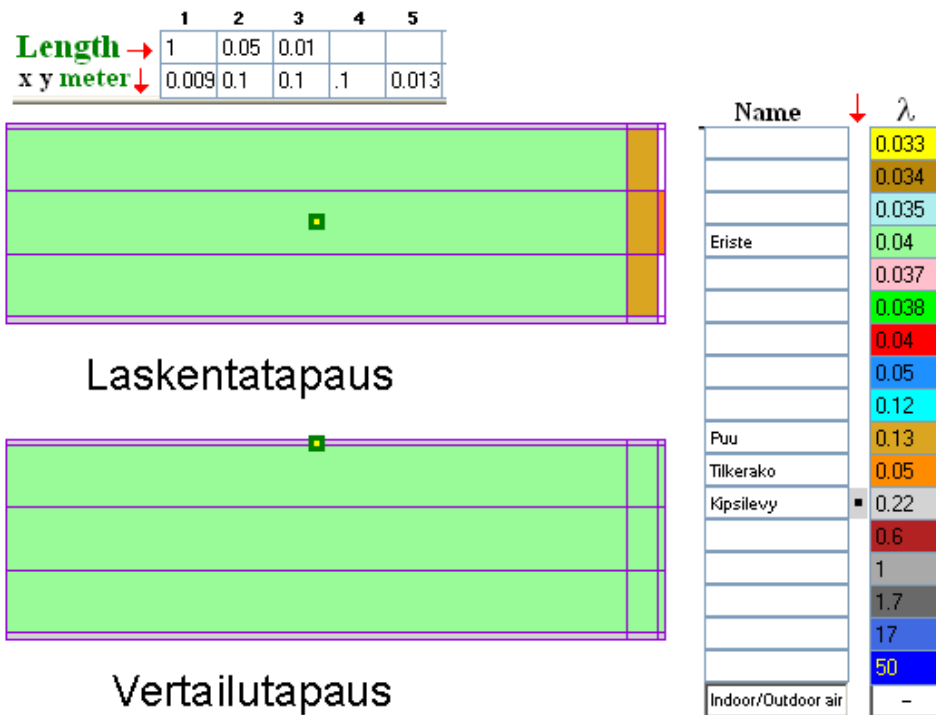 1 2 3 4 5
Length 1 0.05 0.01
x y meter 0.009 0.1 0.1 .1 0.013
Name λ
0.033
0.034
0.035
Eriste 0.04
0.037
0.038
0.04
0.05
0.12
Puu 0.13
Tilkerako 0.05
Kipsilevy 0.22
0.6
1
1.7
17
50
Indoor/Outdoor air –
Laskentatapaus
Vertailutapaus